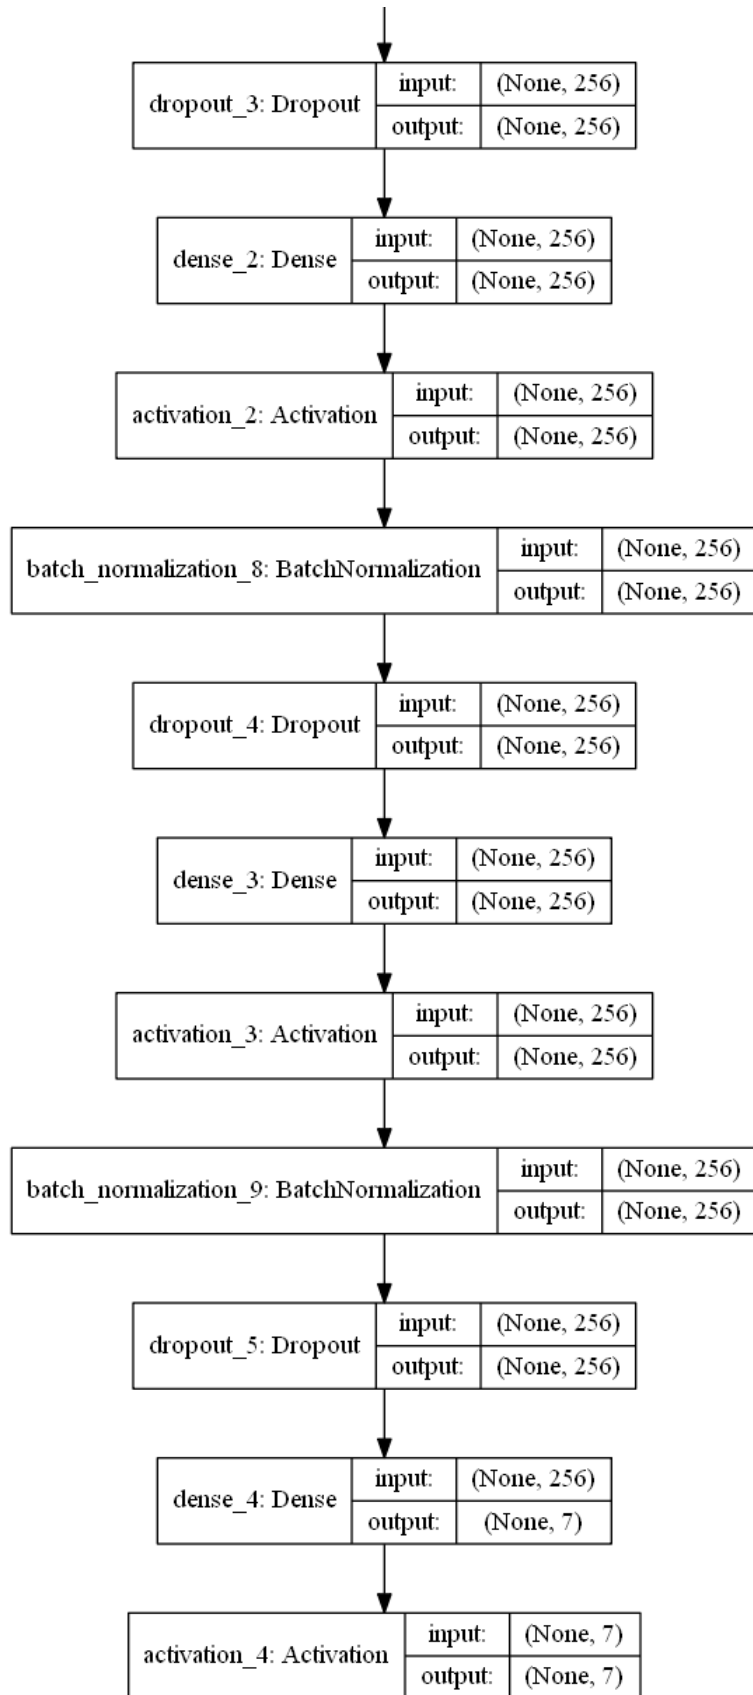 dropout_3: Dropout
input: (None, 256)
output: (None, 256)
dense_2: Dense
input: (None, 256)
output: (None, 256)
activation_2: Activation
input: (None, 256)
output: (None, 256)
batch_normalization_8: BatchNormalization
input: (None, 256)
output: (None, 256)
dropout_4: Dropout
input: (None, 256)
output: (None, 256)
dense_3: Dense
input: (None, 256)
output: (None, 256)
activation_3: Activation
input: (None, 256)
output: (None, 256)
batch_normalization_9: BatchNormalization
input: (None, 256)
output: (None, 256)
dropout_5: Dropout
input: (None, 256)
output: (None, 256)
dense_4: Dense
input: (None, 256)
output: (None, 7)
activation_4: Activation
input: (None, 7)
output: (None, 7)